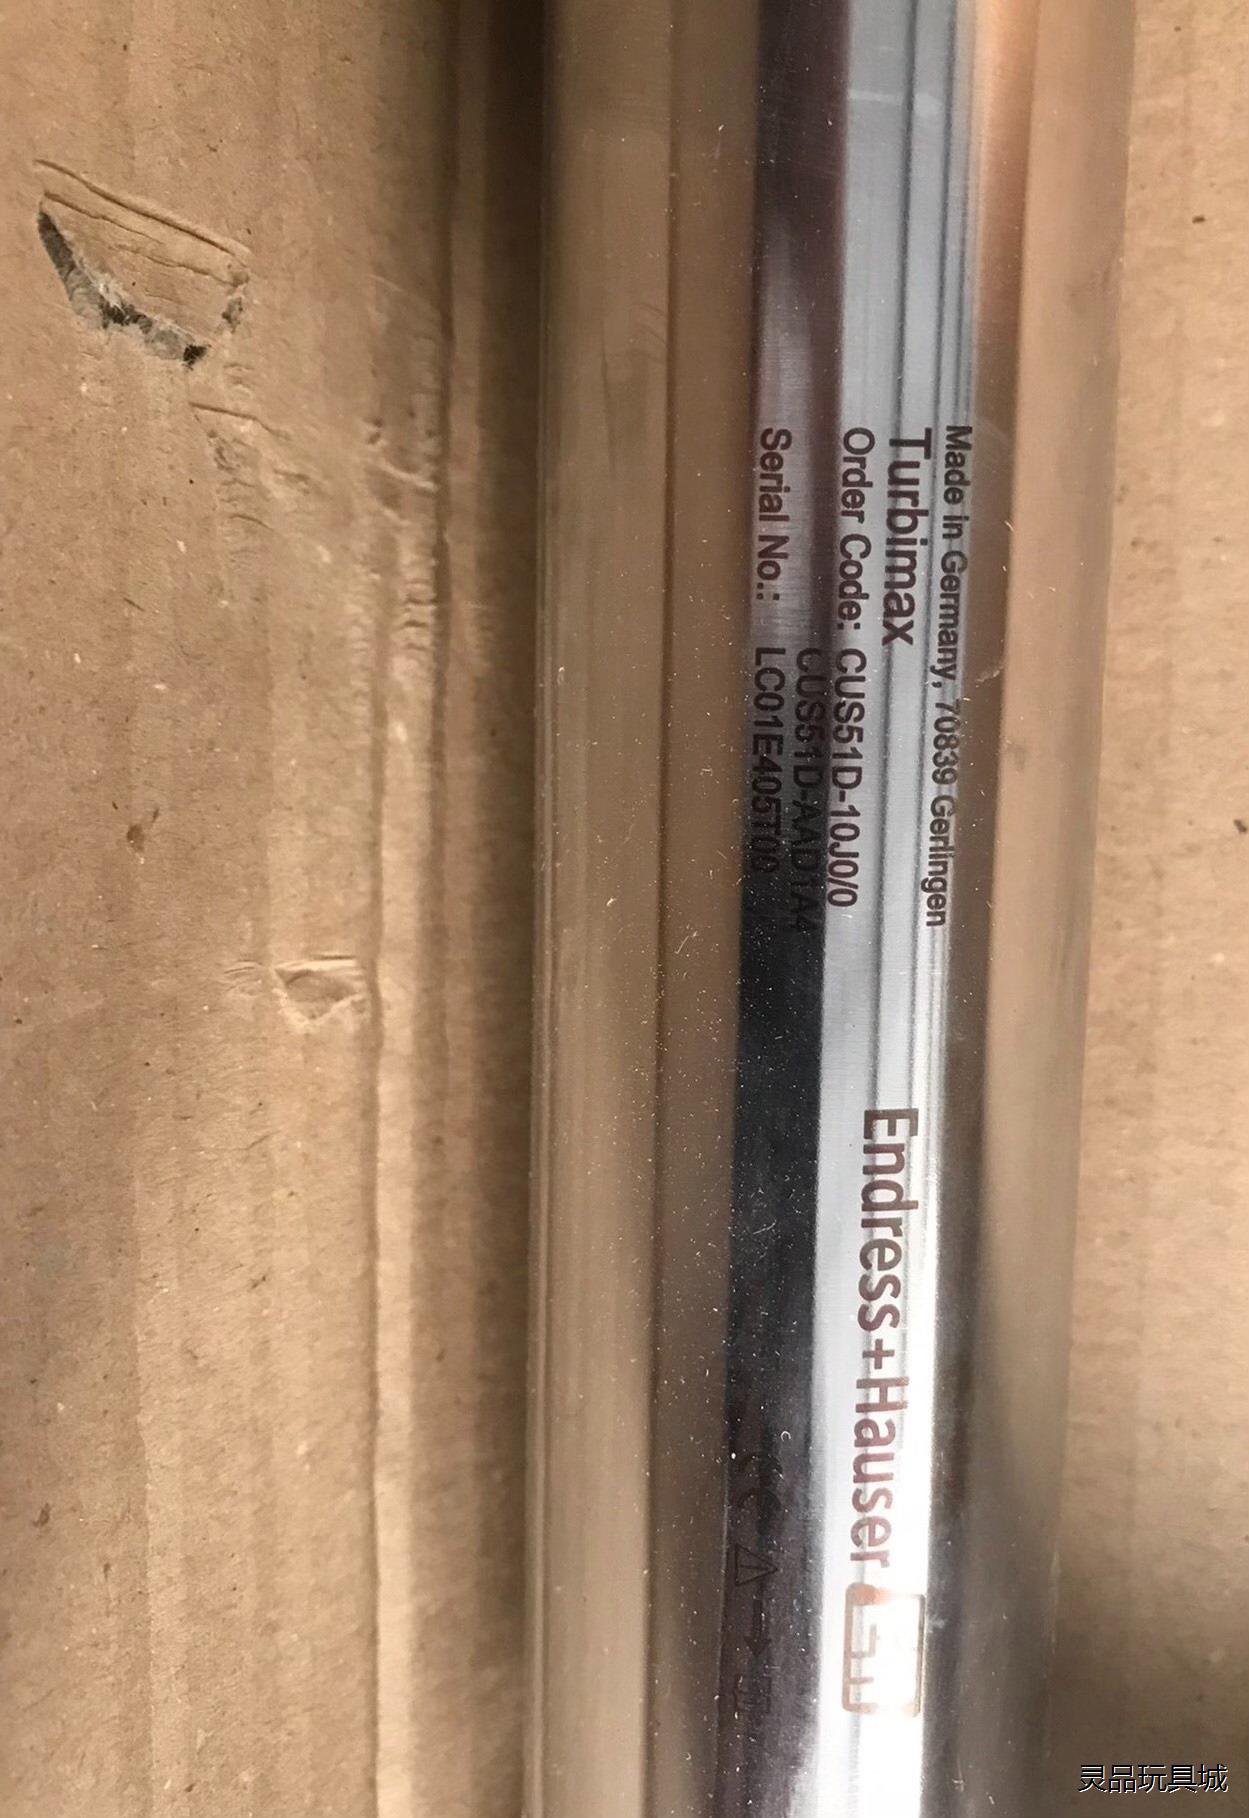 Made in Germany, 70839 Gerlingen
Turbimax
Order Code: CUS51D-10J0/0
CUS51D-AAD1A4
Serial No.: LC01E405T00
Endress+Hauser
灵品玩具城